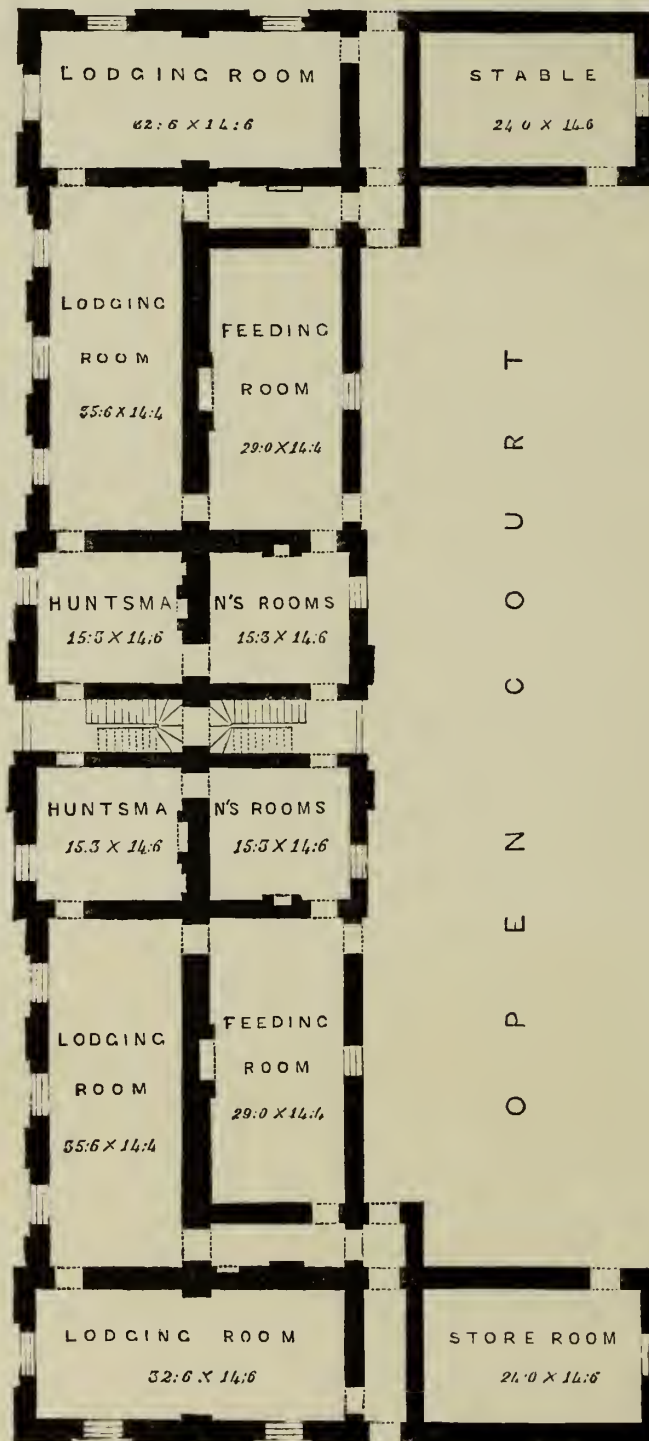 LODGING ROOM
32:6 X 14:6
STABLE
24 0 X 14.6
LODGING
ROOM
35:6 X 14:4
FEEDING
ROOM
29:0 X 14:4
HUNTSMAN'S ROOMS
15:3 X 14:6
15:3 X 14:6
HUNTSMAN'S ROOMS
15.3 X 14:6
15:3 X 14:6
OPEN COURT
LODGING
ROOM
35:6 X 14:4
FEEDING
ROOM
29:0 X 14:4
LODGING ROOM
32:6 X 14:6
STORE ROOM
24·0 X 14:6